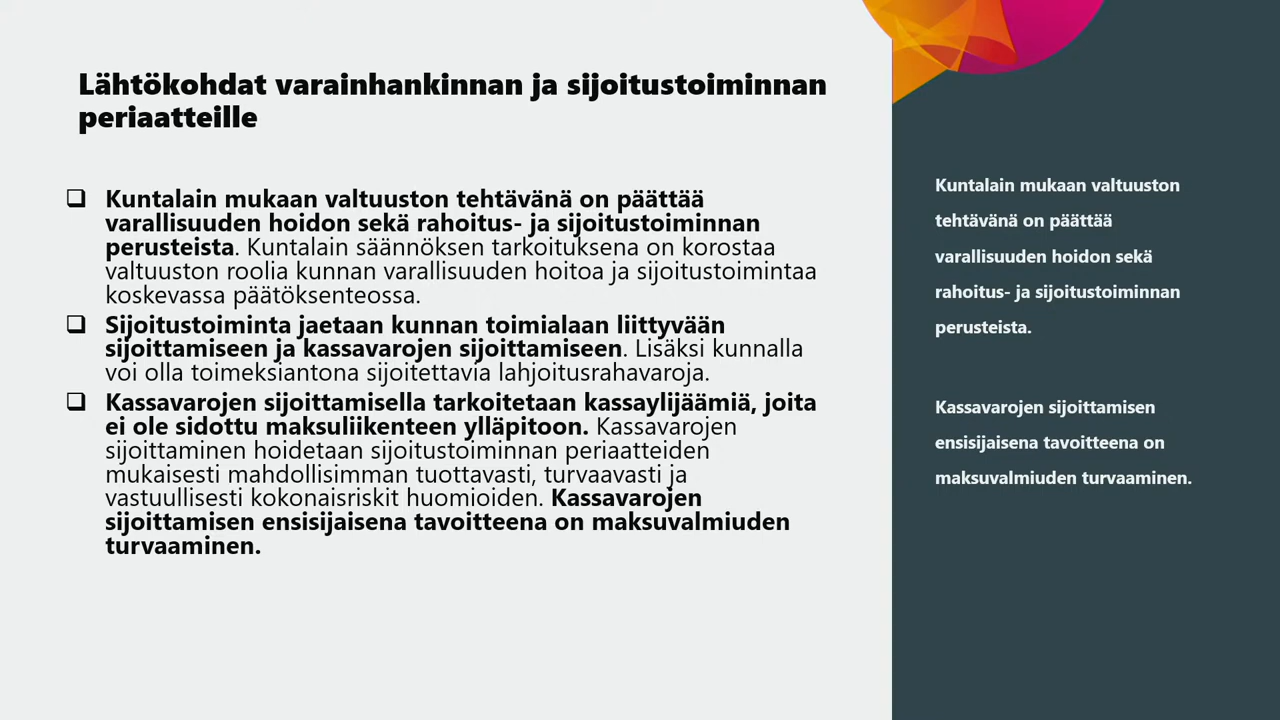 Lähtökohdat varainhankinnan ja sijoitustoiminnan
periaatteille
Kuntalain mukaan valtuuston tehtävänä on päättää
varallisuuden hoidon sekä rahoitus- ja sijoitustoiminnan
perusteista. Kuntalain säännöksen tarkoituksena on korostaa
valtuuston roolia kunnan varallisuuden hoitoa ja sijoitustoimintaa
koskevassa päätöksenteossa.
Sijoitustoiminta jaetaan kunnan toimialaan liittyvään
sijoittamiseen ja kassavarojen sijoittamiseen. Lisäksi kunnalla
voi olla toimeksiantona sijoitettavia lahjoitusrahavaroja.
Kassavarojen sijoittamisella tarkoitetaan kassaylijäämiä, joita
ei ole sidottu maksuliikenteen ylläpitoon. Kassavarojen
sijoittaminen hoidetaan sijoitustoiminnan periaatteiden
mukaisesti mahdollisimman tuottavasti, turvaavasti ja
vastuullisesti kokonaisriskit huomioiden. Kassavarojen
sijoittamisen ensisijaisena tavoitteena on maksuvalmiuden
turvaaminen.
Kuntalain mukaan valtuuston
tehtävänä on päättää
varallisuuden hoidon sekä
rahoitus- ja sijoitustoiminnan
perusteista.
Kassavarojen sijoittamisen
ensisijaisena tavoitteena on
maksuvalmiuden turvaaminen.